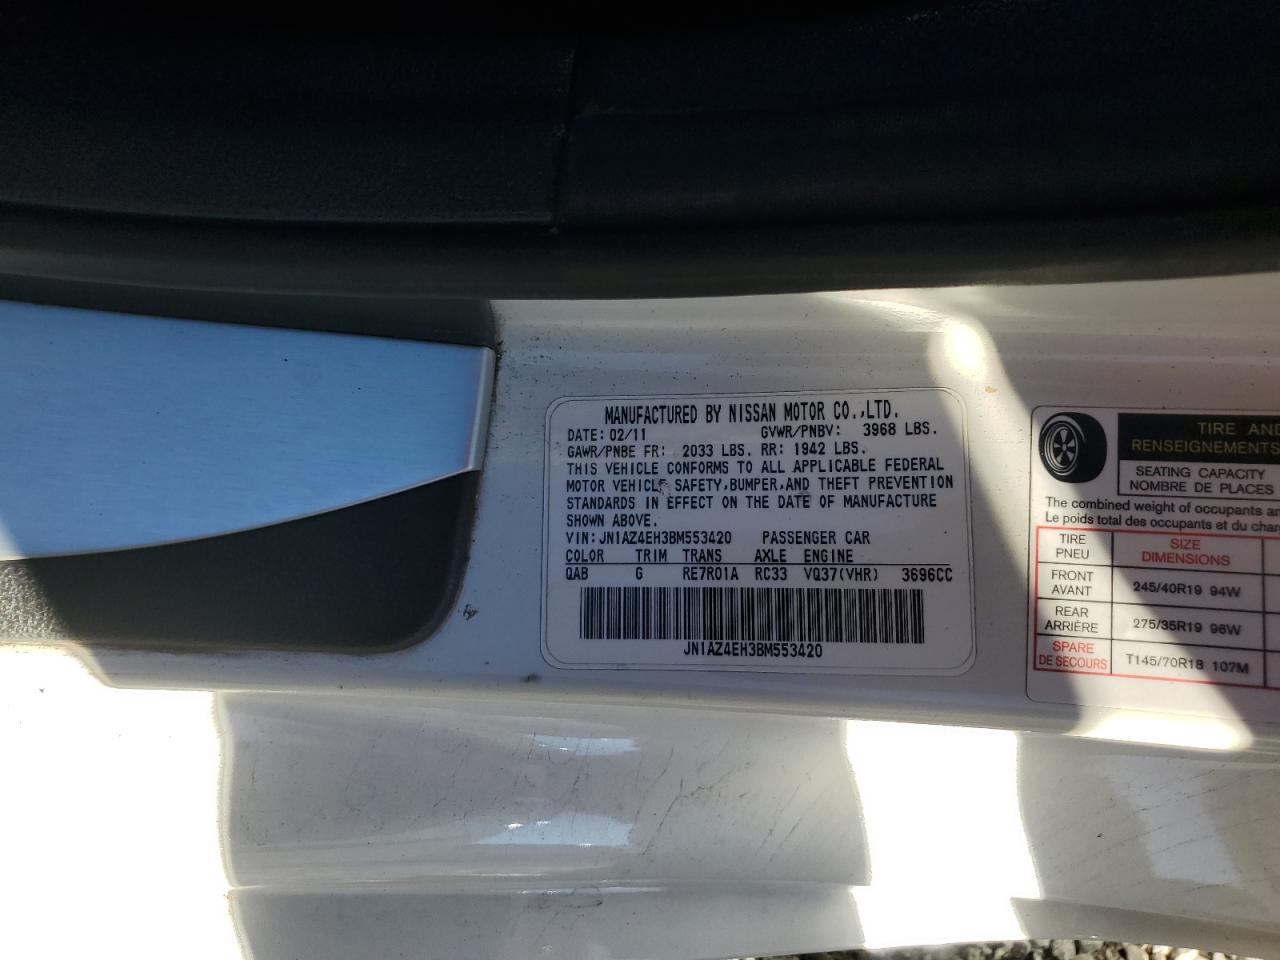 MANUFACTURED BY NISSAN MOTOR CO.,LTD.
DATE: 02/11 GVWR/PNBV: 3968 LBS.
GAWR/PNBE FR: 2033 LBS. RR: 1942 LBS.
THIS VEHICLE CONFORMS TO ALL APPLICABLE FEDERAL
MOTOR VEHICLE SAFETY,BUMPER,AND THEFT PREVENTION
STANDARDS IN EFFECT ON THE DATE OF MANUFACTURE
SHOWN ABOVE.
VIN: JN1AZ4EH3BM553420 PASSENGER CAR
COLOR TRIM TRANS AXLE ENGINE
QAB G RE7R01A RC33 VQ37(VHR) 3696CC
JN1AZ4EH3BM553420
TIRE AND
RENSEIGNEMENTS
SEATING CAPACITY
NOMBRE DE PLACES
The combined weight of occupants an
Le poids total des occupants et du char
TIRE SIZE
PNEU DIMENSIONS
FRONT
AVANT 245/40R19 94W
REAR
ARRIÈRE 275/35R19 96W
SPARE
DE SECOURS T145/70R18 107M